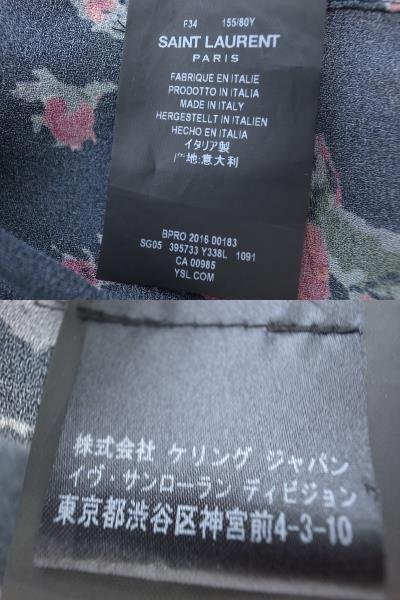 F34 155/80Y
SAINT LAURENT
PARIS
FABRIQUE EN ITALIE
PRODOTTO IN ITALIA
MADE IN ITALY
HERGESTELLT IN ITALIEN
HECHO EN ITALIA
イタリア製
地:意大利
BPRO 2016 00183
SG05 395733 Y338L 1091
CA 00985
YSL.COM
株式会社 ケリング ジャパン
イヴ・サンローラン ディビジョン
東京都渋谷区神宮前4-3-10